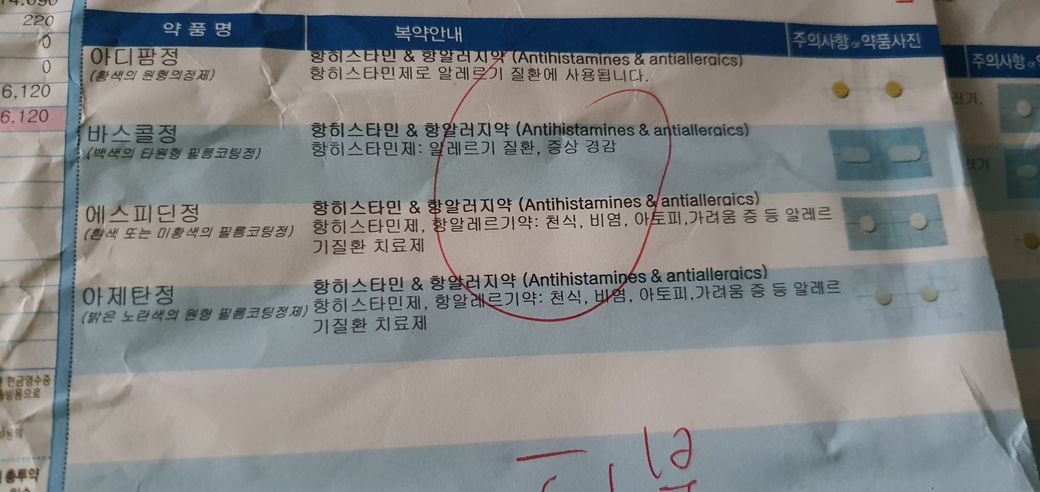 220
0
0
6,120
6,120
약 품 명 복약안내 주의사항 or 약품사진
아디팜정
(황색의 원형의정제)
항히스타민 & 항알러지약 (Antihistamines & antiallergics)
항히스타민제로 알레르기 질환에 사용됩니다.
바스콜정
(백색의 타원형 필름코팅정)
항히스타민 & 항알러지약 (Antihistamines & antiallergics)
항히스타민제: 알레르기 질환, 증상 경감
에스피딘정
(흰색 또는 미황색의 필름코팅정)
항히스타민 & 항알러지약 (Antihistamines & antiallergics)
항히스타민제, 항알레르기약: 천식, 비염, 아토피,가려움 증 등 알레르
기질환 치료제
아제탄정
(밝은 노란색의 원형 필름코팅정제)
항히스타민 & 항알러지약 (Antihistamines & antiallergics)
항히스타민제, 항알레르기약: 천식, 비염, 아토피,가려움 증 등 알레르
기질환 치료제
주의사항